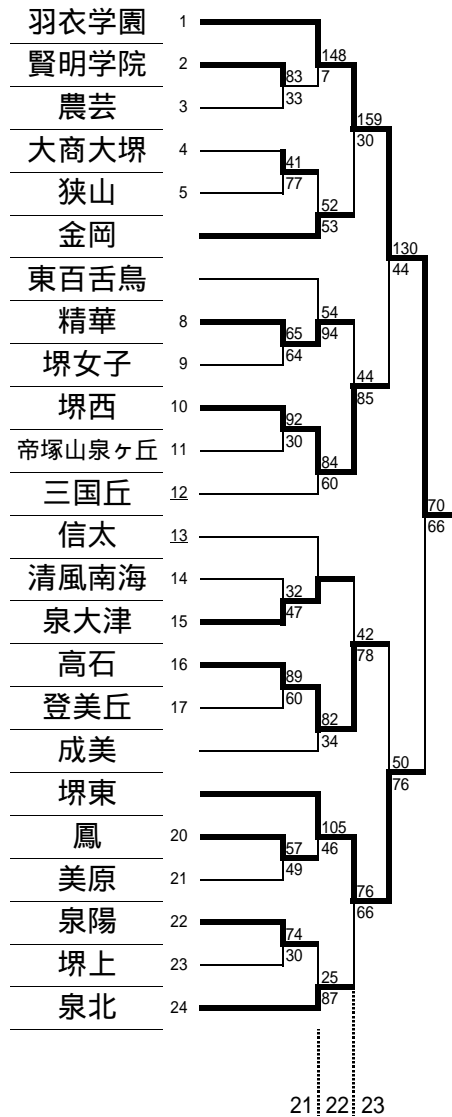 羽衣学園 1
賢明学院 2
農芸 3
大商大堺 4
狭山 5
金岡
東百舌鳥
精華 8
堺女子 9
堺西 10
帝塚山泉ヶ丘 11
三国丘 12
信太 13
清風南海 14
泉大津 15
高石 16
登美丘 17
成美
堺東
鳳 20
美原 21
泉陽 22
堺上 23
泉北 24
83
33
41
77
65
64
92
30
32
47
89
60
57
49
74
30
148
7
52
53
54
94
84
60
82
34
105
46
25
87
159
30
44
85
42
78
76
66
130
44
50
76
70
66
21 22 23